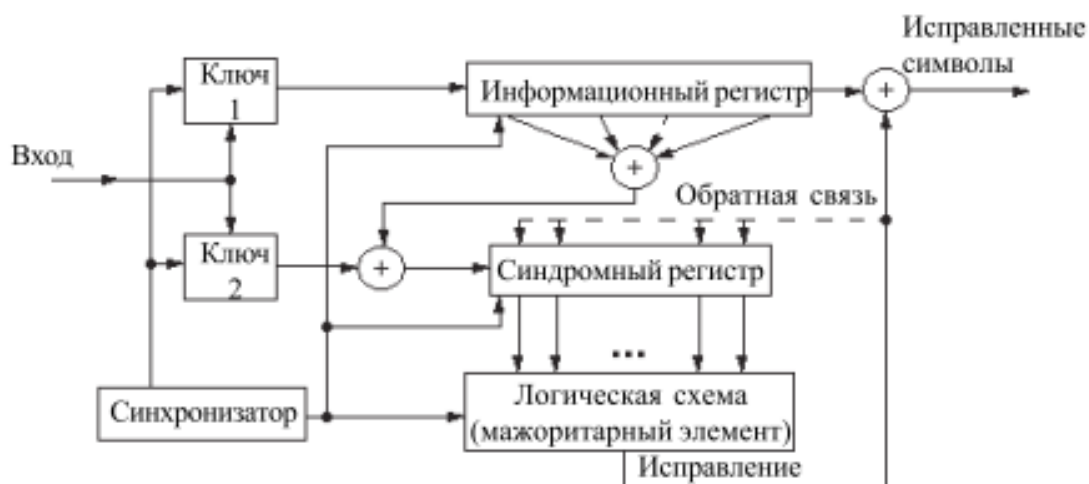 Исправленные
символы
Ключ
1
Информационный регистр
+
Вход
+
Обратная связь
Ключ
2
+
Синдромный регистр
...
Синхронизатор
Логическая схема
(мажоритарный элемент)
Исправление